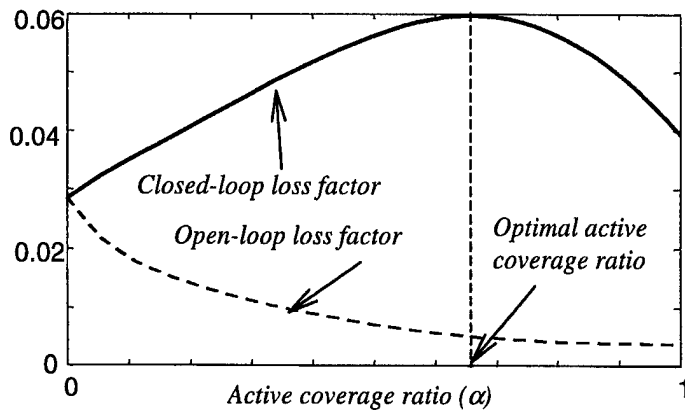 0.06
0.04
Closed-loop loss factor
Open-loop loss factor
Optimal active
coverage ratio
0.02
0
0
Active coverage ratio (α)
1